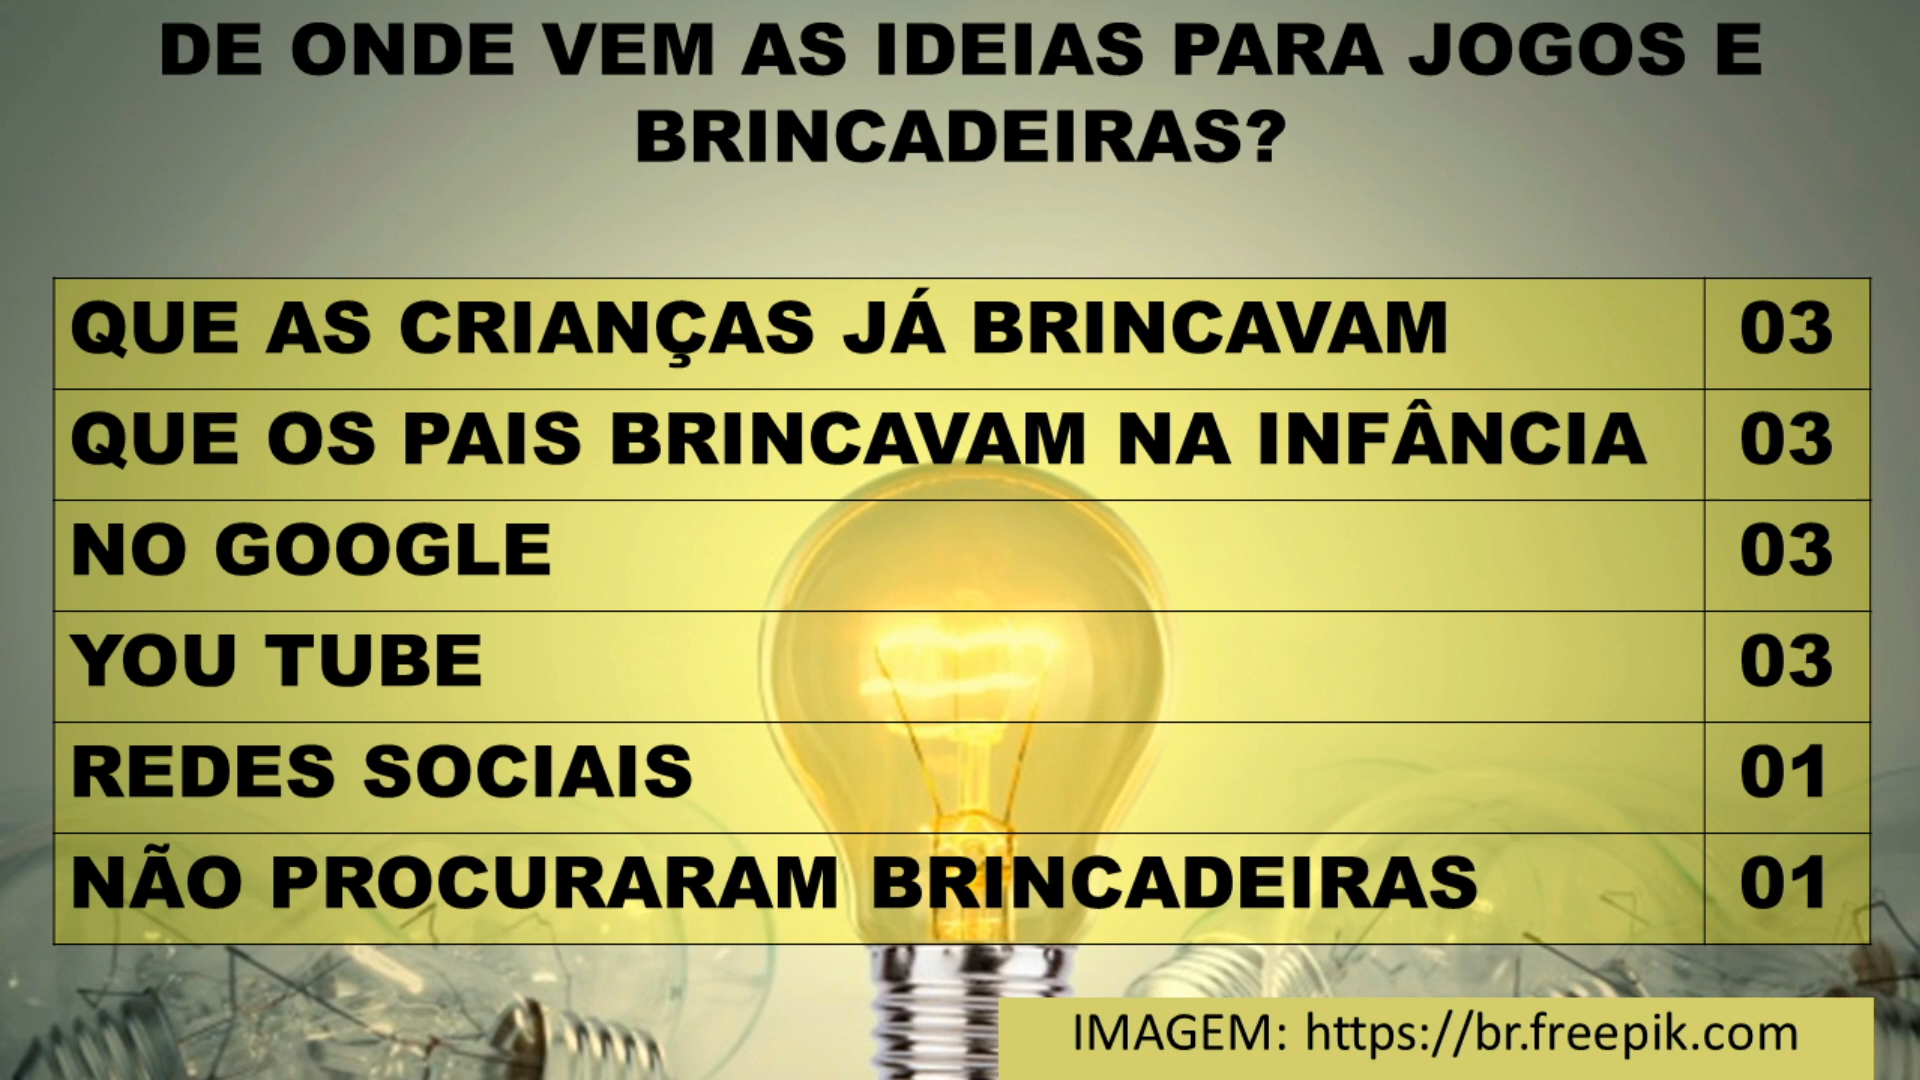 DE ONDE VEM AS IDEIAS PARA JOGOS E
BRINCADEIRAS?
QUE AS CRIANÇAS JÁ BRINCAVAM 03
QUE OS PAIS BRINCAVAM NA INFÂNCIA 03
NO GOOGLE 03
YOU TUBE 03
REDES SOCIAIS 01
NÃO PROCURARAM BRINCADEIRAS 01
IMAGEM: https://br.freepik.com